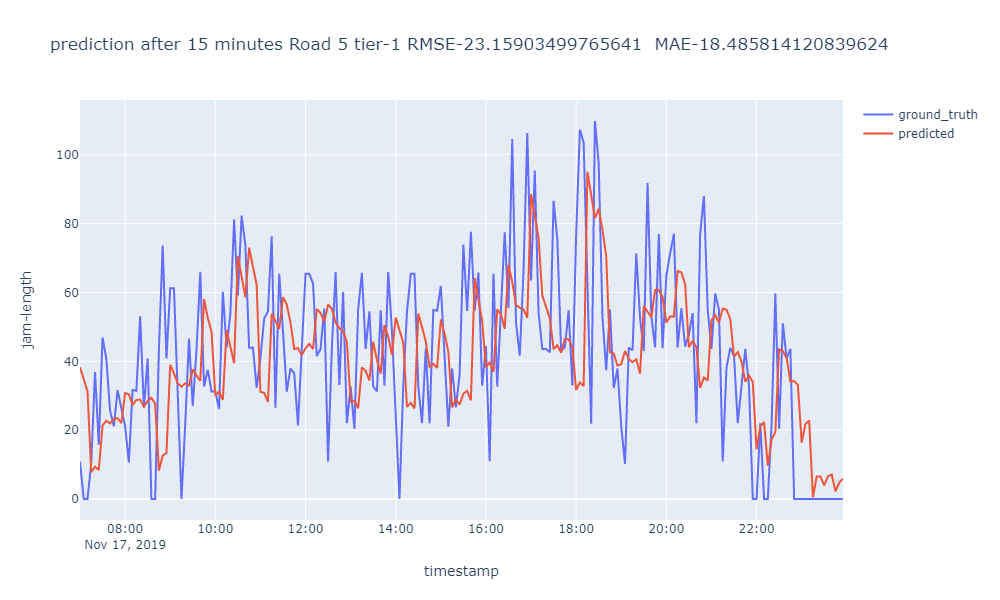 prediction after 15 minutes Road 5 tier-1 RMSE-23.15903499765641  MAE-18.485814120839624
ground_truth
predicted
jam-length
100
80
60
40
20
0
08:00 10:00 12:00 14:00 16:00 18:00 20:00 22:00
Nov 17, 2019
timestamp